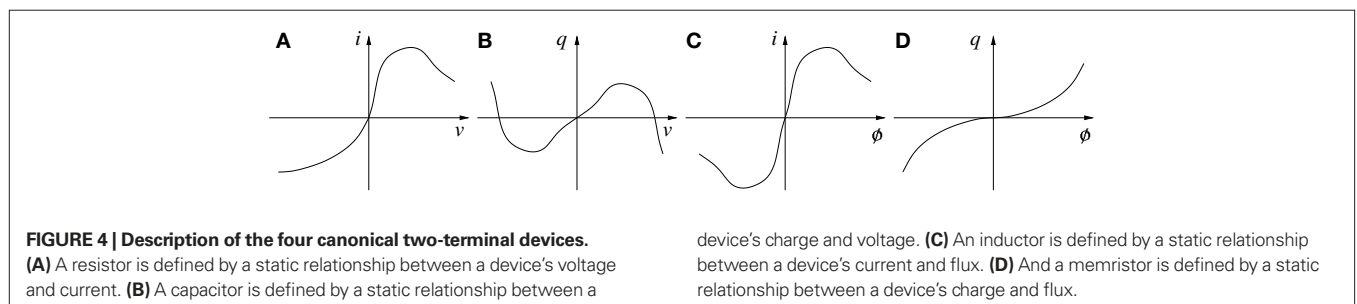 A
i
v
B
q
v
C
i
ϕ
D
q
ϕ
FIGURE 4 | Description of the four canonical two-terminal devices.
(A) A resistor is defined by a static relationship between a device's voltage
and current. (B) A capacitor is defined by a static relationship between a
device's charge and voltage. (C) An inductor is defined by a static relationship
between a device's current and flux. (D) And a memristor is defined by a static
relationship between a device's charge and flux.